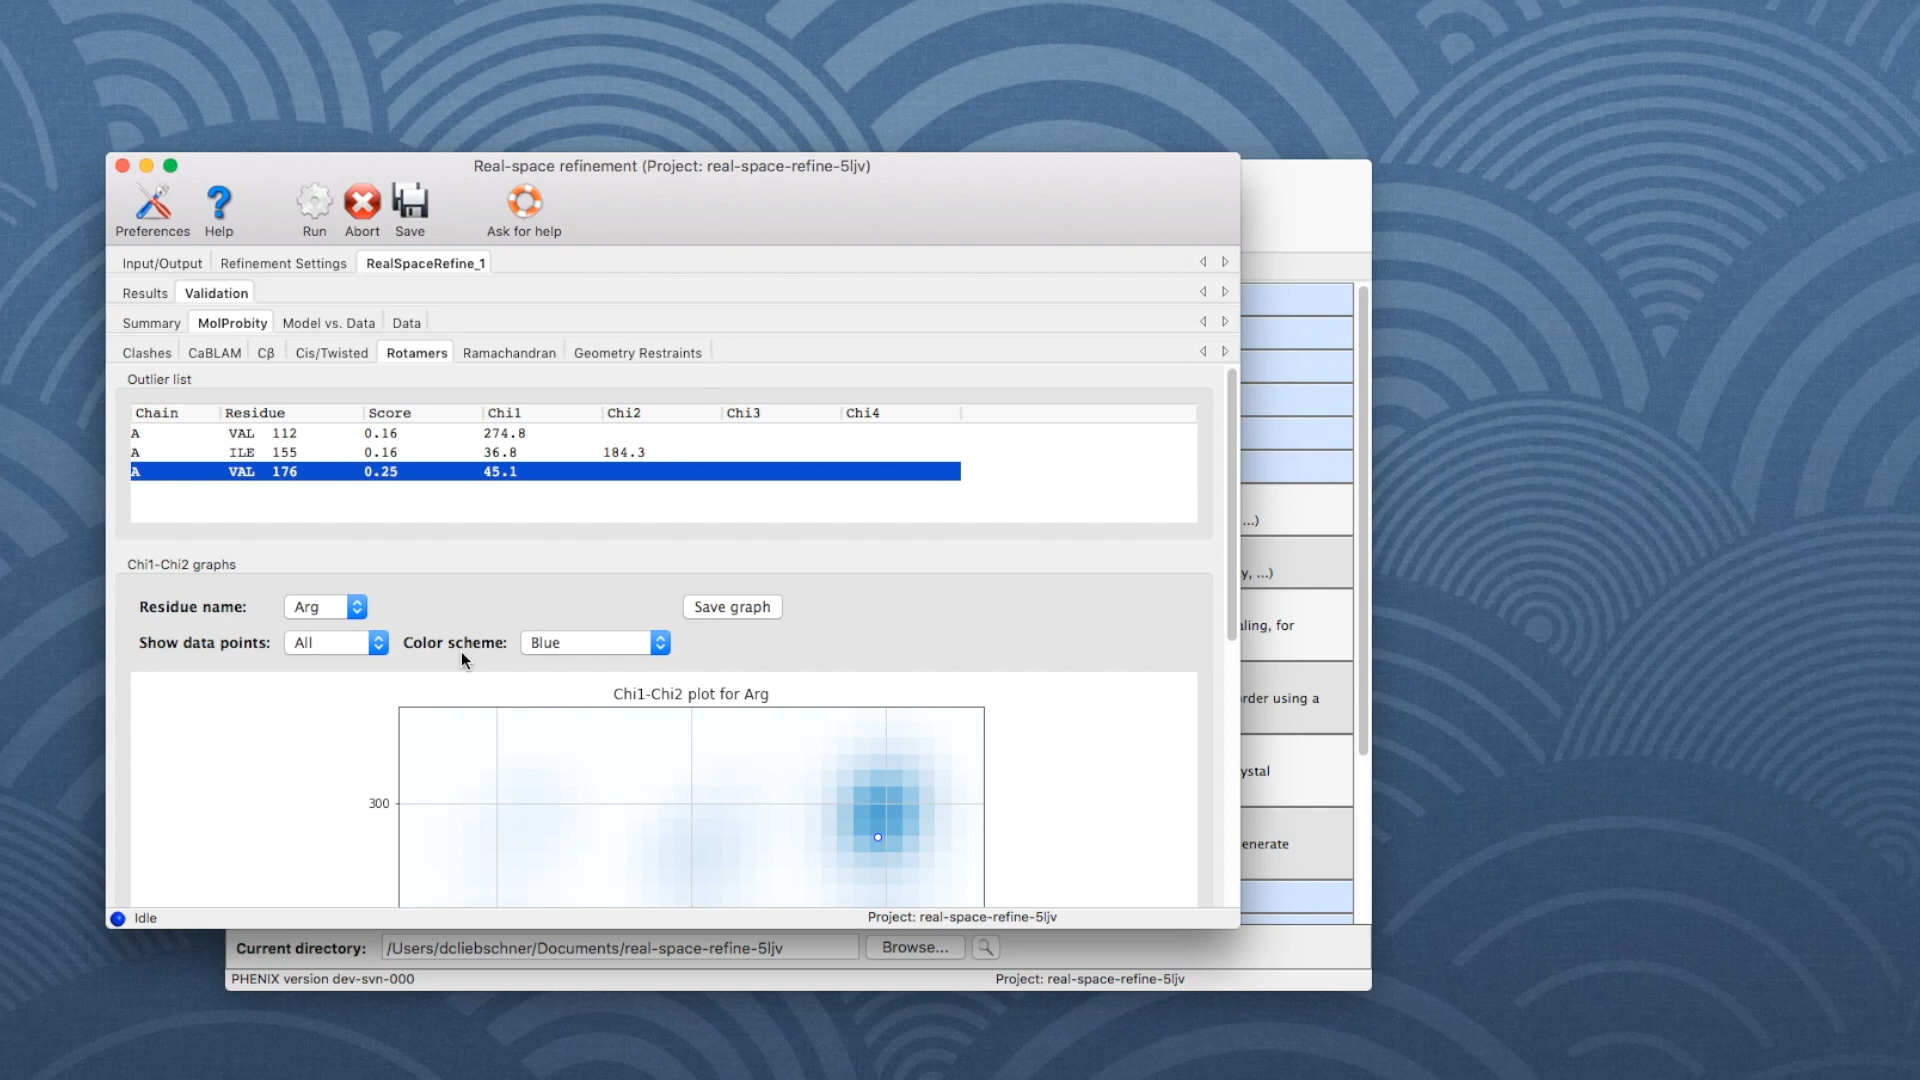 Real-space refinement (Project: real-space-refine-5ljv)
Preferences Help Run Abort Save Ask for help
Input/Output Refinement Settings RealSpaceRefine_1
Results Validation
Summary MolProbity Model vs. Data Data
Clashes CaBLAM Cβ Cis/Twisted Rotamers Ramachandran Geometry Restraints
Outlier list
Chain Residue Score Chi1 Chi2 Chi3 Chi4
A VAL 112 0.16 274.8
A ILE 155 0.16 36.8 184.3
A VAL 176 0.25 45.1
...)
Chi1-Chi2 graphs
y, ...)
Residue name: Arg Save graph
ling, for
Show data points: All Color scheme: Blue
Chi1-Chi2 plot for Arg
rder using a
ystal
300
enerate
Idle Project: real-space-refine-5ljv
Current directory: /Users/dcliebschner/Documents/real-space-refine-5ljv Browse...
PHENIX version dev-svn-000 Project: real-space-refine-5ljv